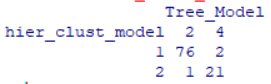 Tree_Model
hier_clust_model 2 4
1 76 2
2 1 21